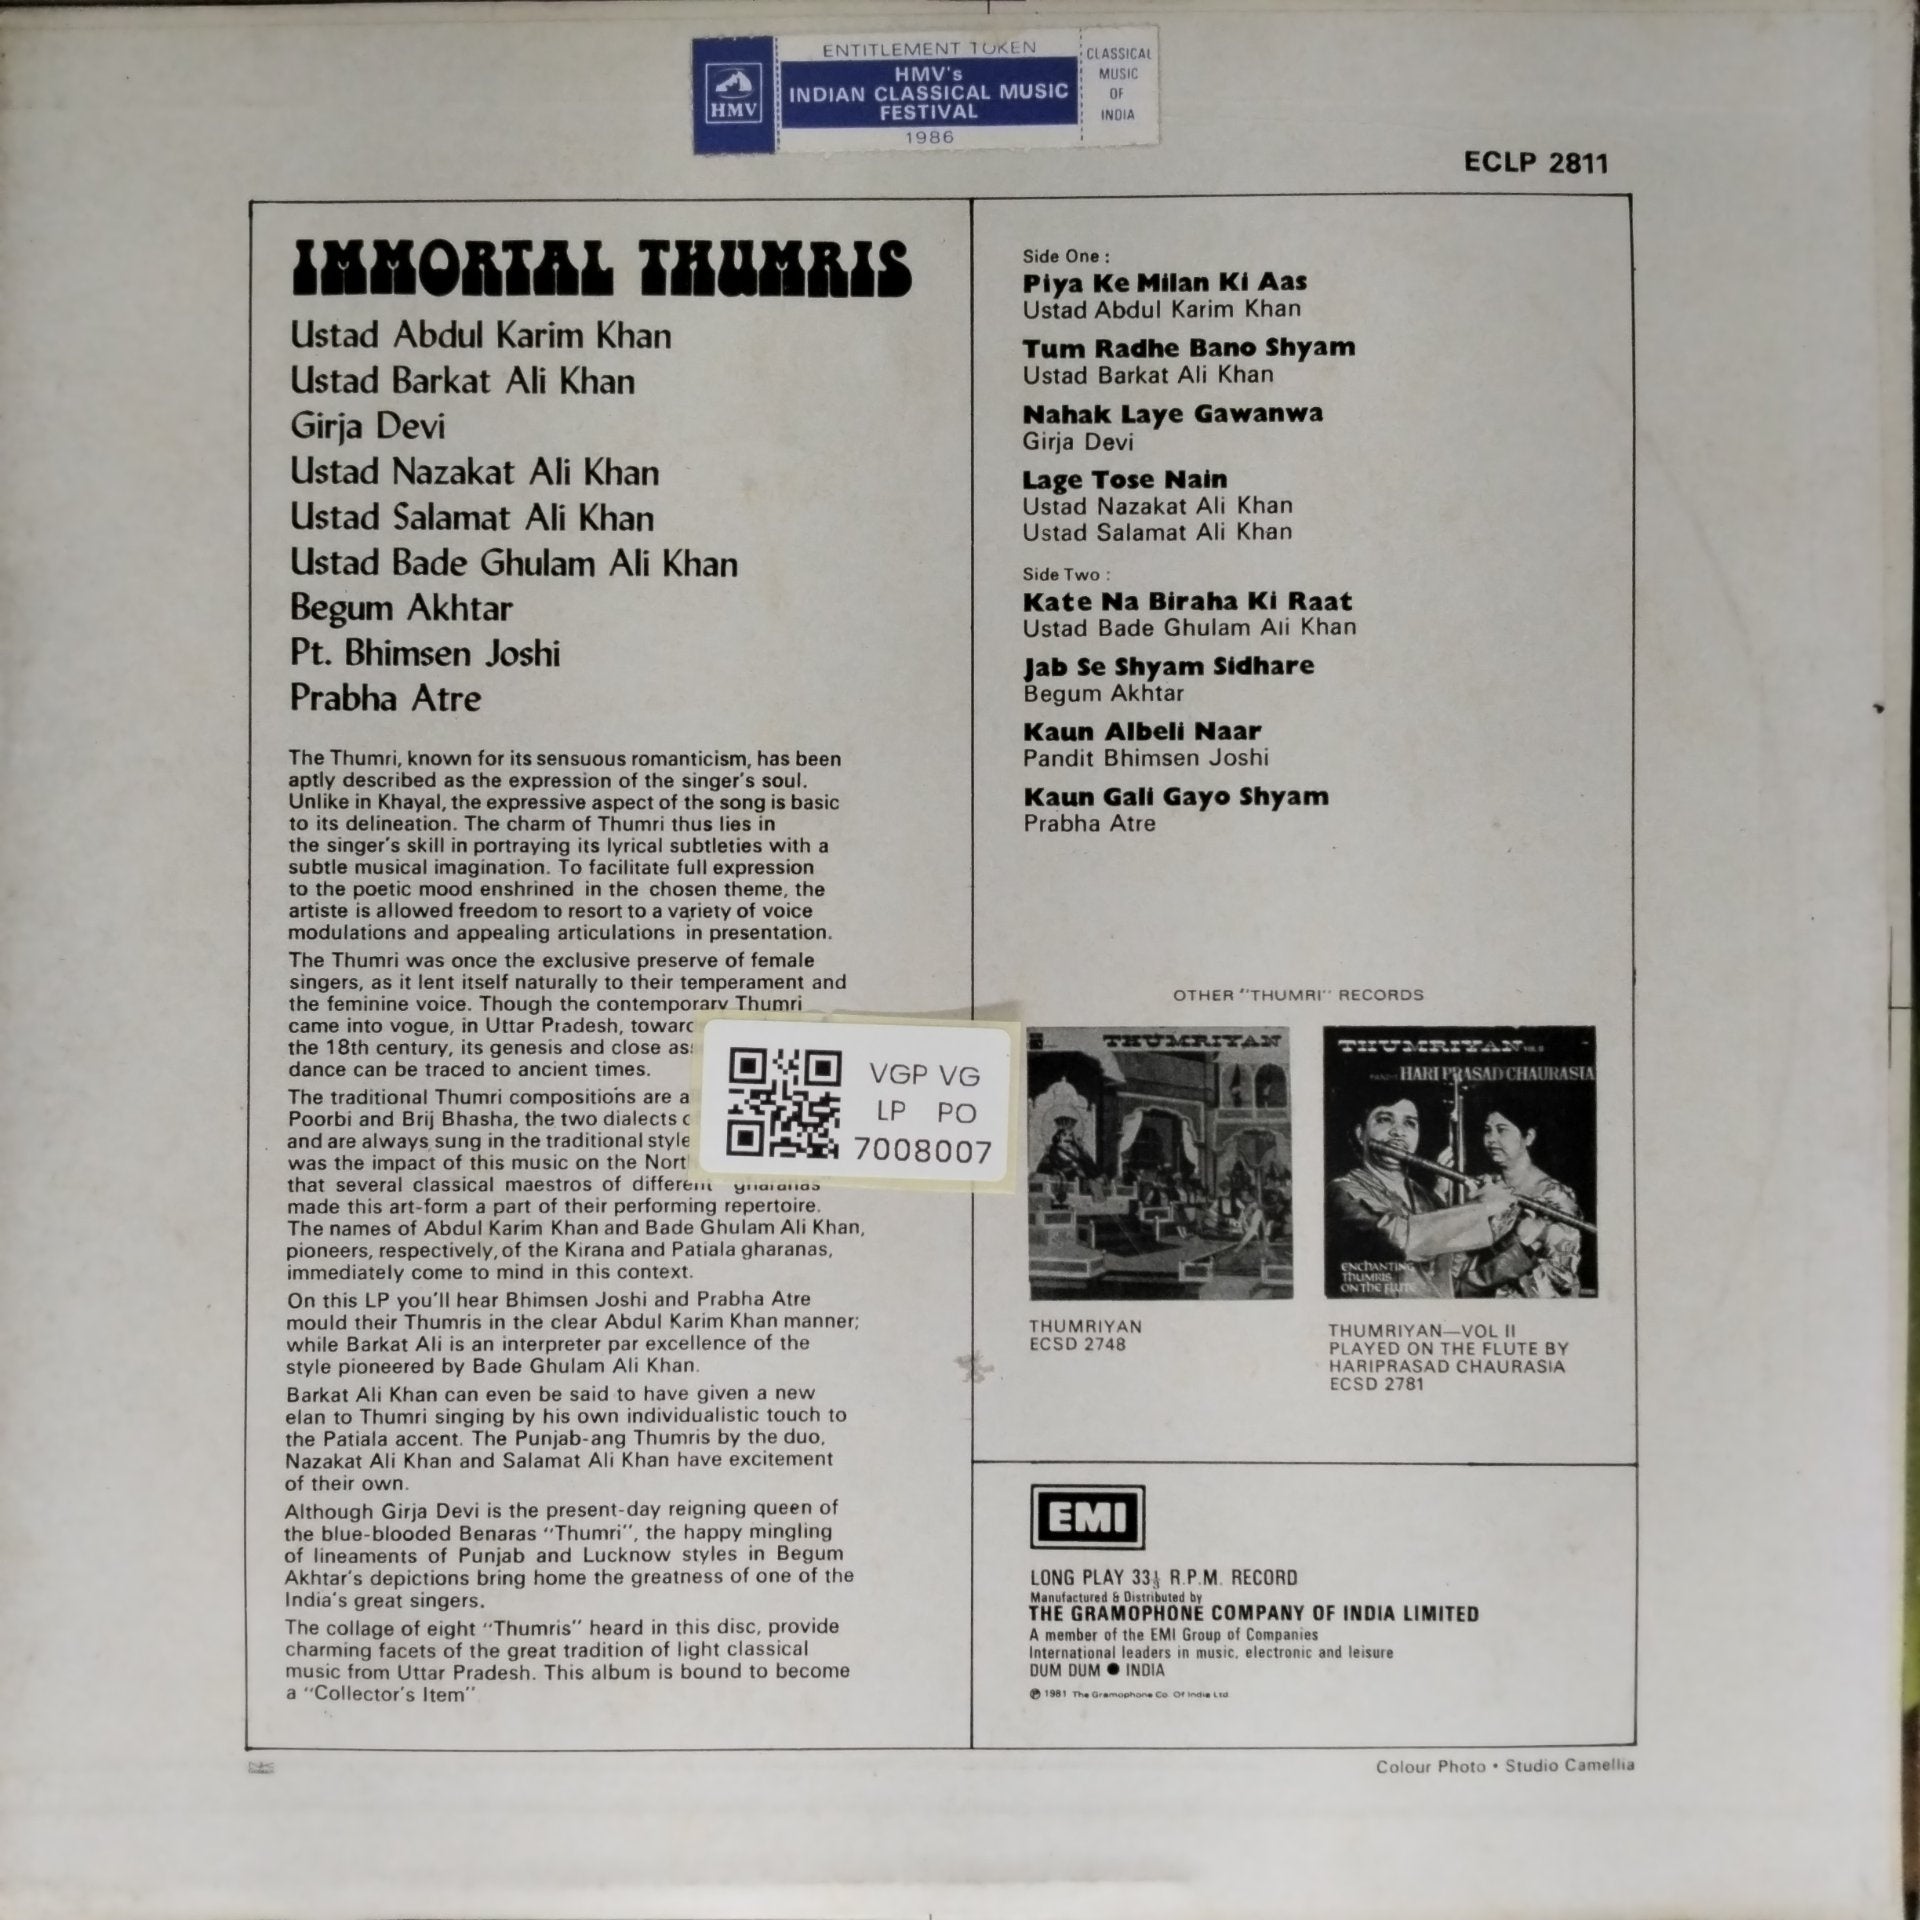 ENTITLEMENT TOKEN
HMV
HMV's
INDIAN CLASSICAL MUSIC
FESTIVAL
1986
CLASSICAL
MUSIC
OF
INDIA
ECLP 2811
IMMORTAL THUMRIS
Ustad Abdul Karim Khan
Ustad Barkat Ali Khan
Girja Devi
Ustad Nazakat Ali Khan
Ustad Salamat Ali Khan
Ustad Bade Ghulam Ali Khan
Begum Akhtar
Pt. Bhimsen Joshi
Prabha Atre
The Thumri, known for its sensuous romanticism, has been
aptly described as the expression of the singer's soul.
Unlike in Khayal, the expressive aspect of the song is basic
to its delineation. The charm of Thumri thus lies in
the singer's skill in portraying its lyrical subtleties with a
subtle musical imagination. To facilitate full expression
to the poetic mood enshrined in the chosen theme, the
artiste is allowed freedom to resort to a variety of voice
modulations and appealing articulations in presentation.
The Thumri was once the exclusive preserve of female
singers, as it lent itself naturally to their temperament and
the feminine voice. Though the contemporary Thumri
came into vogue, in Uttar Pradesh,
the 18th century, its genesis and close
dance can be traced to ancient times.
The traditional Thumri compositions are
Poorbi and Brij Bhasha, the two dialects
and are always sung in the traditional style
was the impact of this music on the
that several classical maestros of different "gharanas"
made this art-form a part of their performing repertoire.
The names of Abdul Karim Khan and Bade Ghulam Ali Khan,
pioneers, respectively, of the Kirana and Patiala gharanas,
immediately come to mind in this context.
On this LP you'll hear Bhimsen Joshi and Prabha Atre
mould their Thumris in the clear Abdul Karim Khan manner;
while Barkat Ali is an interpreter par excellence of the
style pioneered by Bade Ghulam Ali Khan.
Barkat Ali Khan can even be said to have given a new
elan to Thumri singing by his own individualistic touch to
the Patiala accent. The Punjab-ang Thumris by the duo,
Nazakat Ali Khan and Salamat Ali Khan have excitement
of their own.
Although Girja Devi is the present-day reigning queen of
the blue-blooded Benaras "Thumri", the happy mingling
of lineaments of Punjab and Lucknow styles in Begum
Akhtar's depictions bring home the greatness of one of the
India's great singers.
The collage of eight "Thumris" heard in this disc, provide
charming facets of the great tradition of light classical
music from Uttar Pradesh. This album is bound to become
a "Collector's Item"
VGP VG
LP PO
7008007
Side One :
Piya Ke Milan Ki Aas
Ustad Abdul Karim Khan
Tum Radhe Bano Shyam
Ustad Barkat Ali Khan
Nahak Laye Gawanwa
Girja Devi
Lage Tose Nain
Ustad Nazakat Ali Khan
Ustad Salamat Ali Khan
Side Two :
Kate Na Biraha Ki Raat
Ustad Bade Ghulam Ali Khan
Jab Se Shyam Sidhare
Begum Akhtar
Kaun Albeli Naar
Pandit Bhimsen Joshi
Kaun Gali Gayo Shyam
Prabha Atre
OTHER "THUMRI" RECORDS
THUMRIYAN
THUMRIYAN VOL II
PANDIT HARI PRASAD CHAURASIA
ENCHANTING
THUMRIS
ON THE FLUTE
THUMRIYAN
ECSD 2748
THUMRIYAN—VOL II
PLAYED ON THE FLUTE BY
HARIPRASAD CHAURASIA
ECSD 2781
EMI
LONG PLAY 33⅓ R.P.M. RECORD
Manufactured & Distributed by
THE GRAMOPHONE COMPANY OF INDIA LIMITED
A member of the EMI Group of Companies
International leaders in music, electronic and leisure
DUM DUM ● INDIA
℗ 1981 The Gramophone Co. Of India Ltd
Colour Photo • Studio Camellia